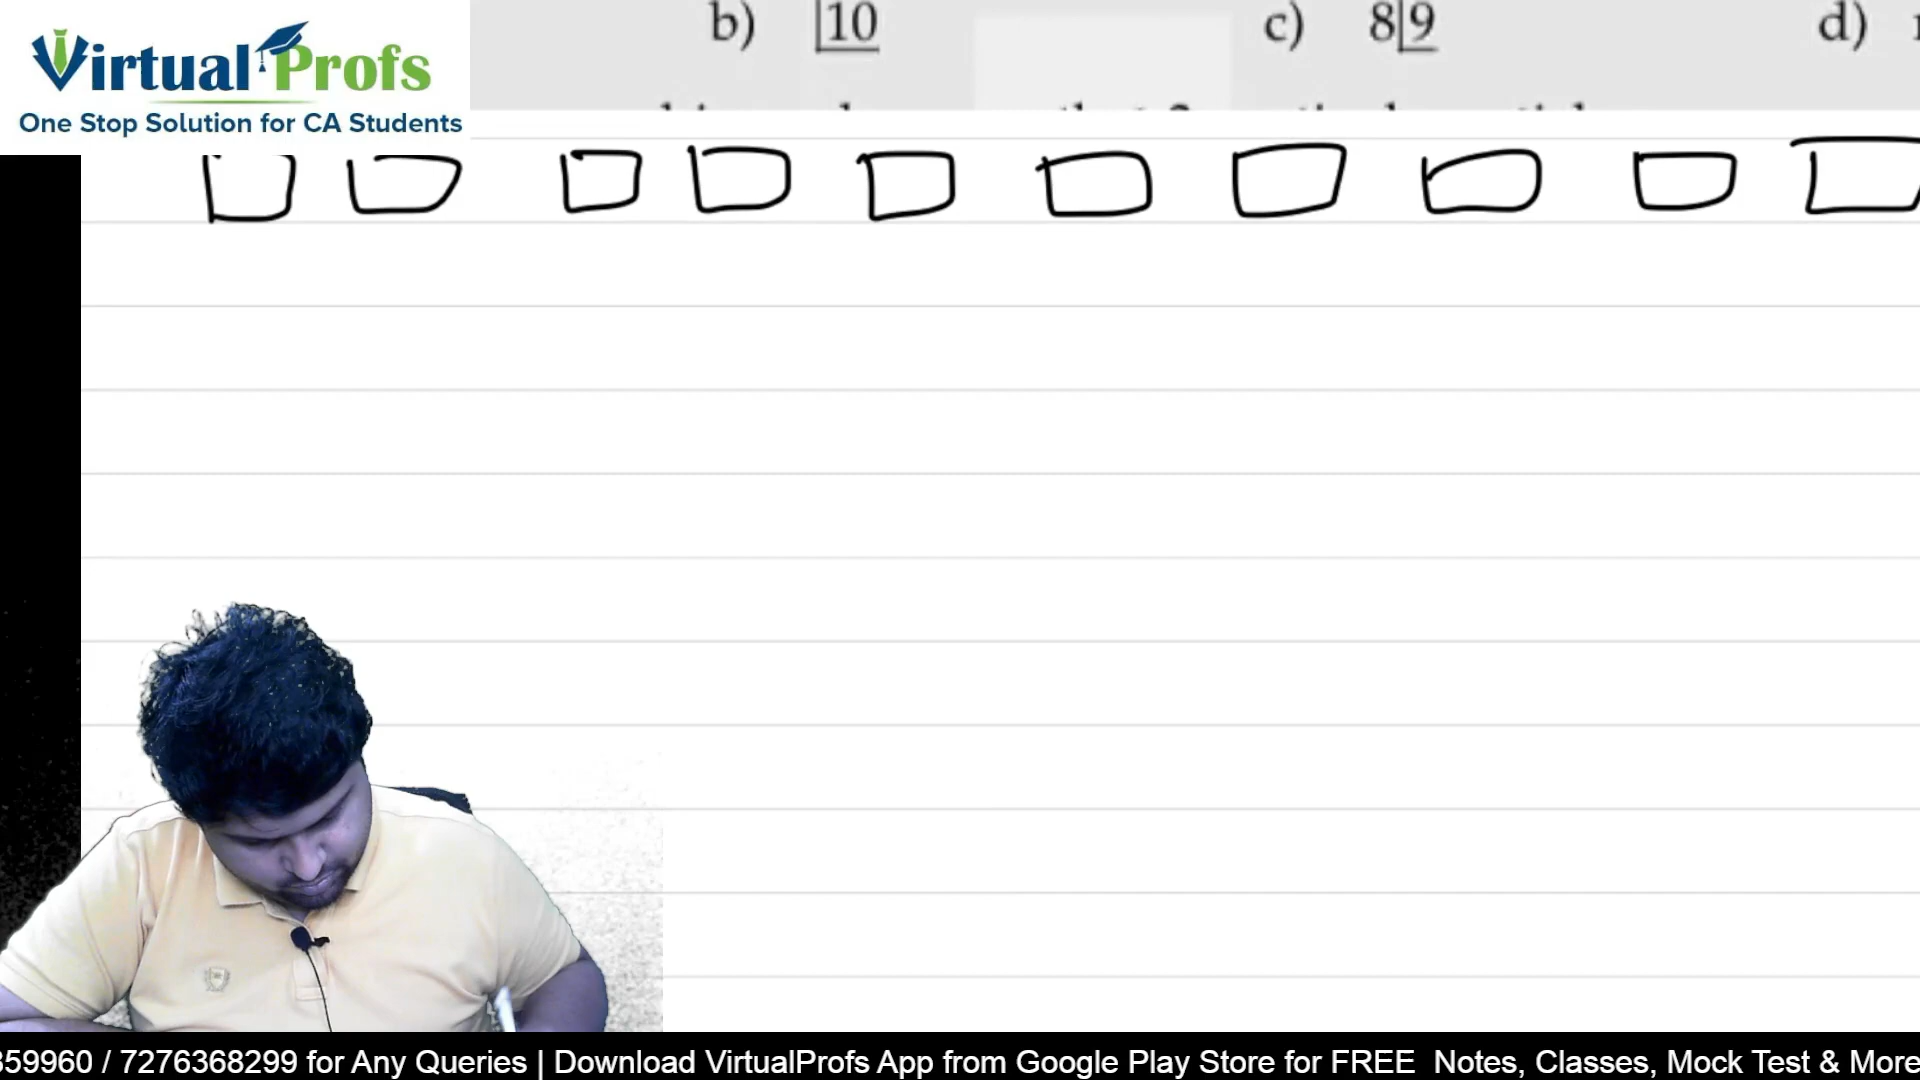 Virtual Profs
One Stop Solution for CA Students
b) |10 c) 8|9 d)
359960 / 7276368299 for Any Queries | Download VirtualProfs App from Google Play Store for FREE Notes, Classes, Mock Test & More